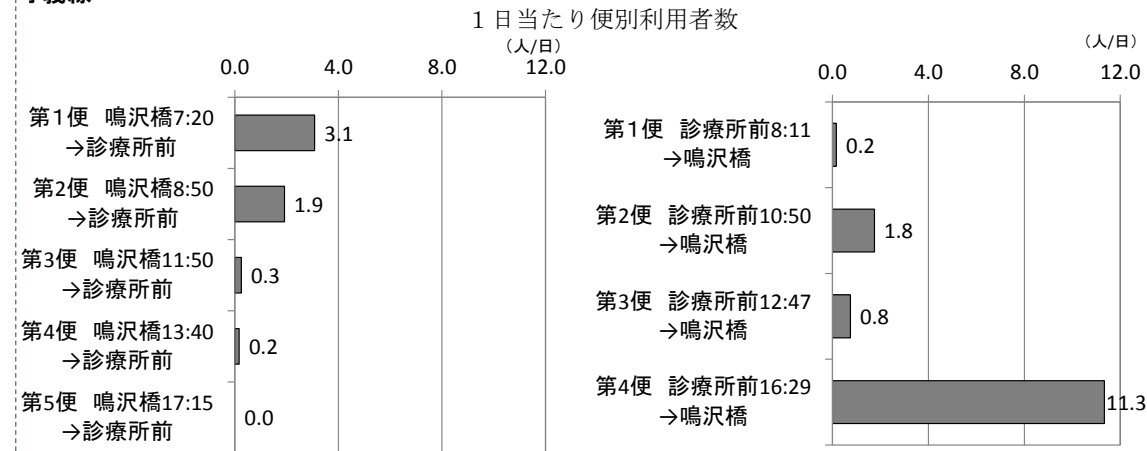 1日当たり便別利用者数
(人/日)
0.0 4.0 8.0 12.0
第1便 鳴沢橋7:20
→診療所前
3.1
第2便 鳴沢橋8:50
→診療所前
1.9
第3便 鳴沢橋11:50
→診療所前
0.3
第4便 鳴沢橋13:40
→診療所前
0.2
第5便 鳴沢橋17:15
→診療所前
0.0
(人/日)
0.0 4.0 8.0 12.0
第1便 診療所前8:11
→鳴沢橋
0.2
第2便 診療所前10:50
→鳴沢橋
1.8
第3便 診療所前12:47
→鳴沢橋
0.8
第4便 診療所前16:29
→鳴沢橋
11.3